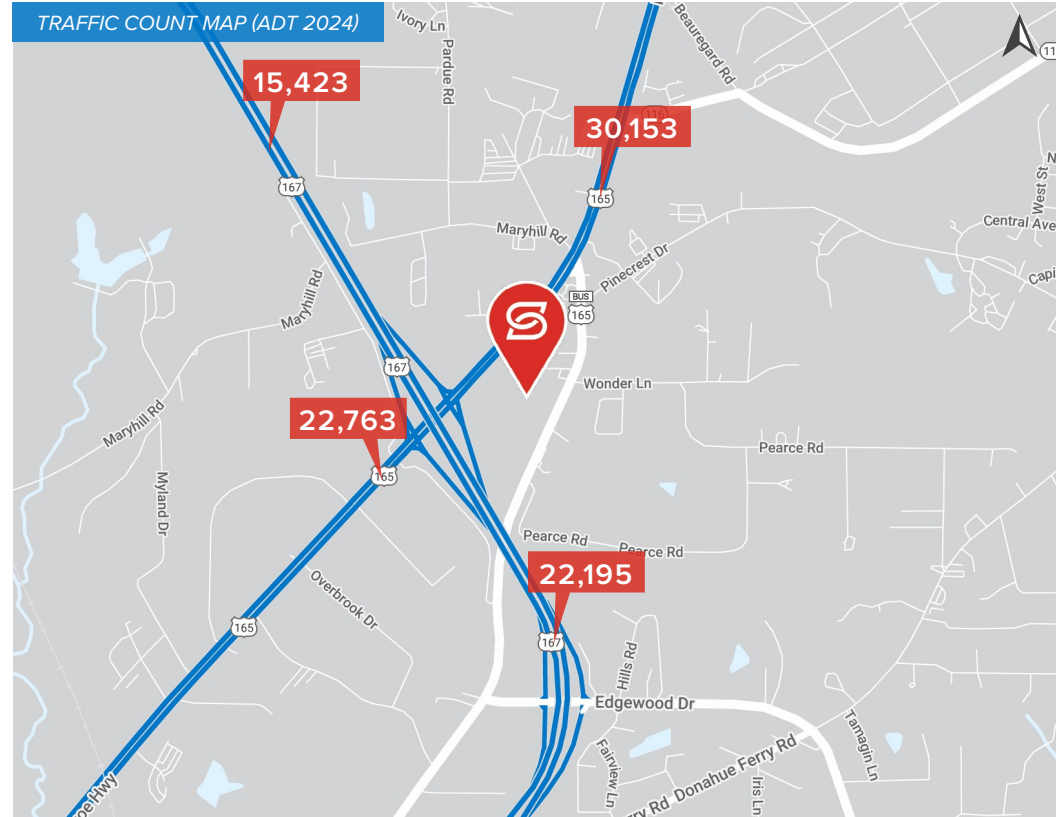 TRAFFIC COUNT MAP (ADT 2024)
Ivory Ln
Pardue Rd
Beauregard Rd
15,423
116
30,153
167
165
West St
Central Ave
Maryhill Rd
Pinecrest Dr
Maryhill Rd
BUS
165
167
Wonder Ln
22,763
Maryhill Rd
Pearce Rd
165
Myland Dr
Pearce Rd
Pearce Rd
22,195
Overbrook Dr
165
167
Hills Rd
Edgewood Dr
Tamagin Ln
Fairview Ln
Donahue Ferry Rd
Rd
Iris Ln
Hwy